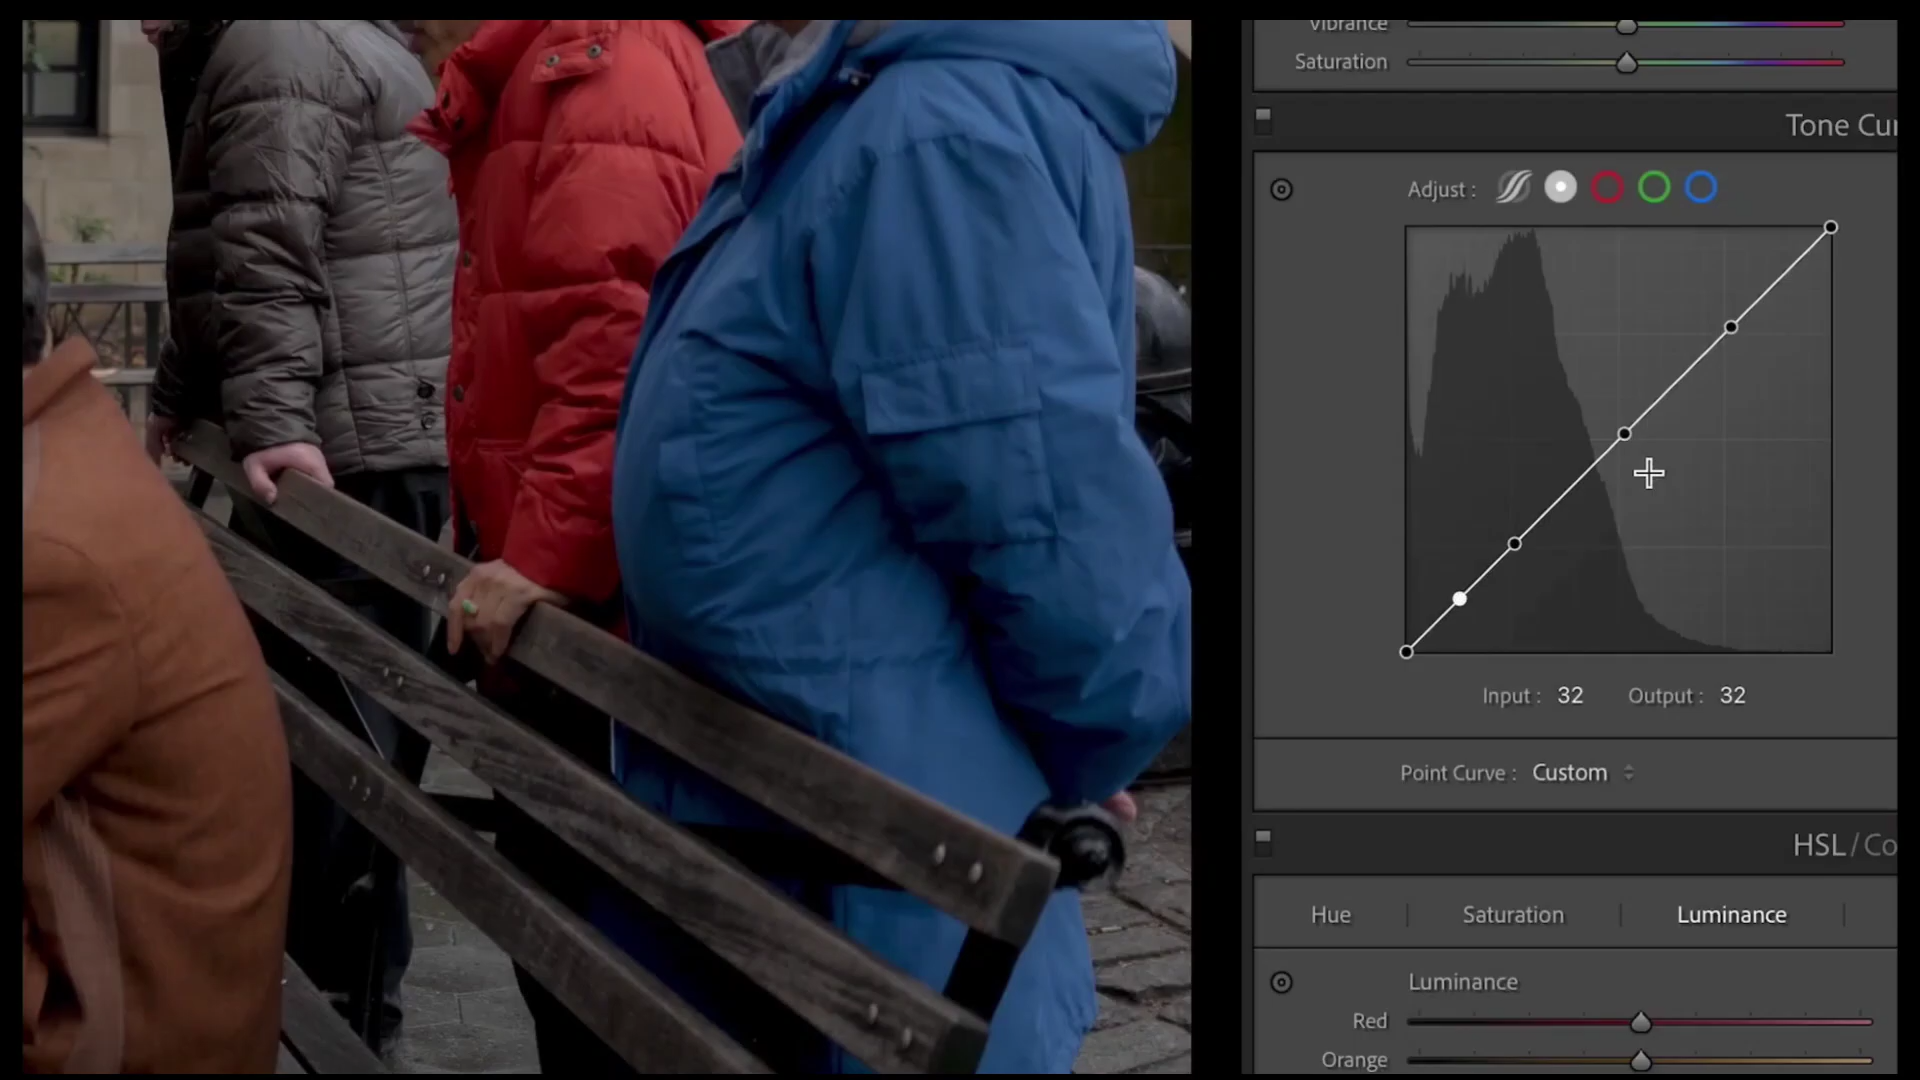 Vibrance
Saturation
Tone Cur
Adjust :
Input : 32 Output : 32
Point Curve : Custom
HSL / Co
Hue Saturation Luminance
Luminance
Red
Orange